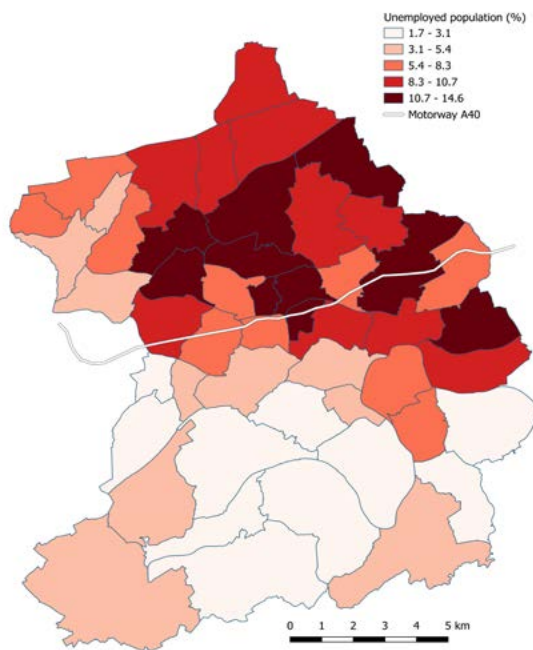 Unemployed population (%)
1.7 - 3.1
3.1 - 5.4
5.4 - 8.3
8.3 - 10.7
10.7 - 14.6
Motorway A40
0 1 2 3 4 5 km